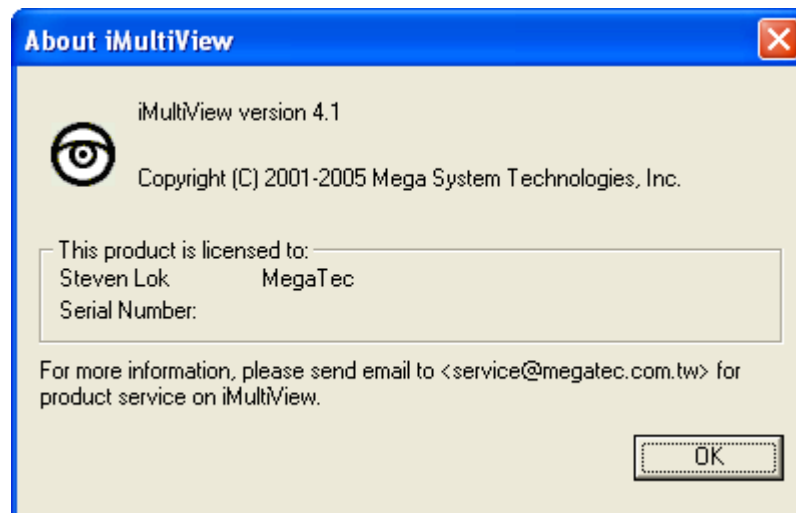 About iMultiView
iMultiView version 4.1
Copyright (C) 2001-2005 Mega System Technologies, Inc.
This product is licensed to:
Steven Lok MegaTec
Serial Number:
For more information, please send email to <service@megatec.com.tw> for
product service on iMultiView.
OK